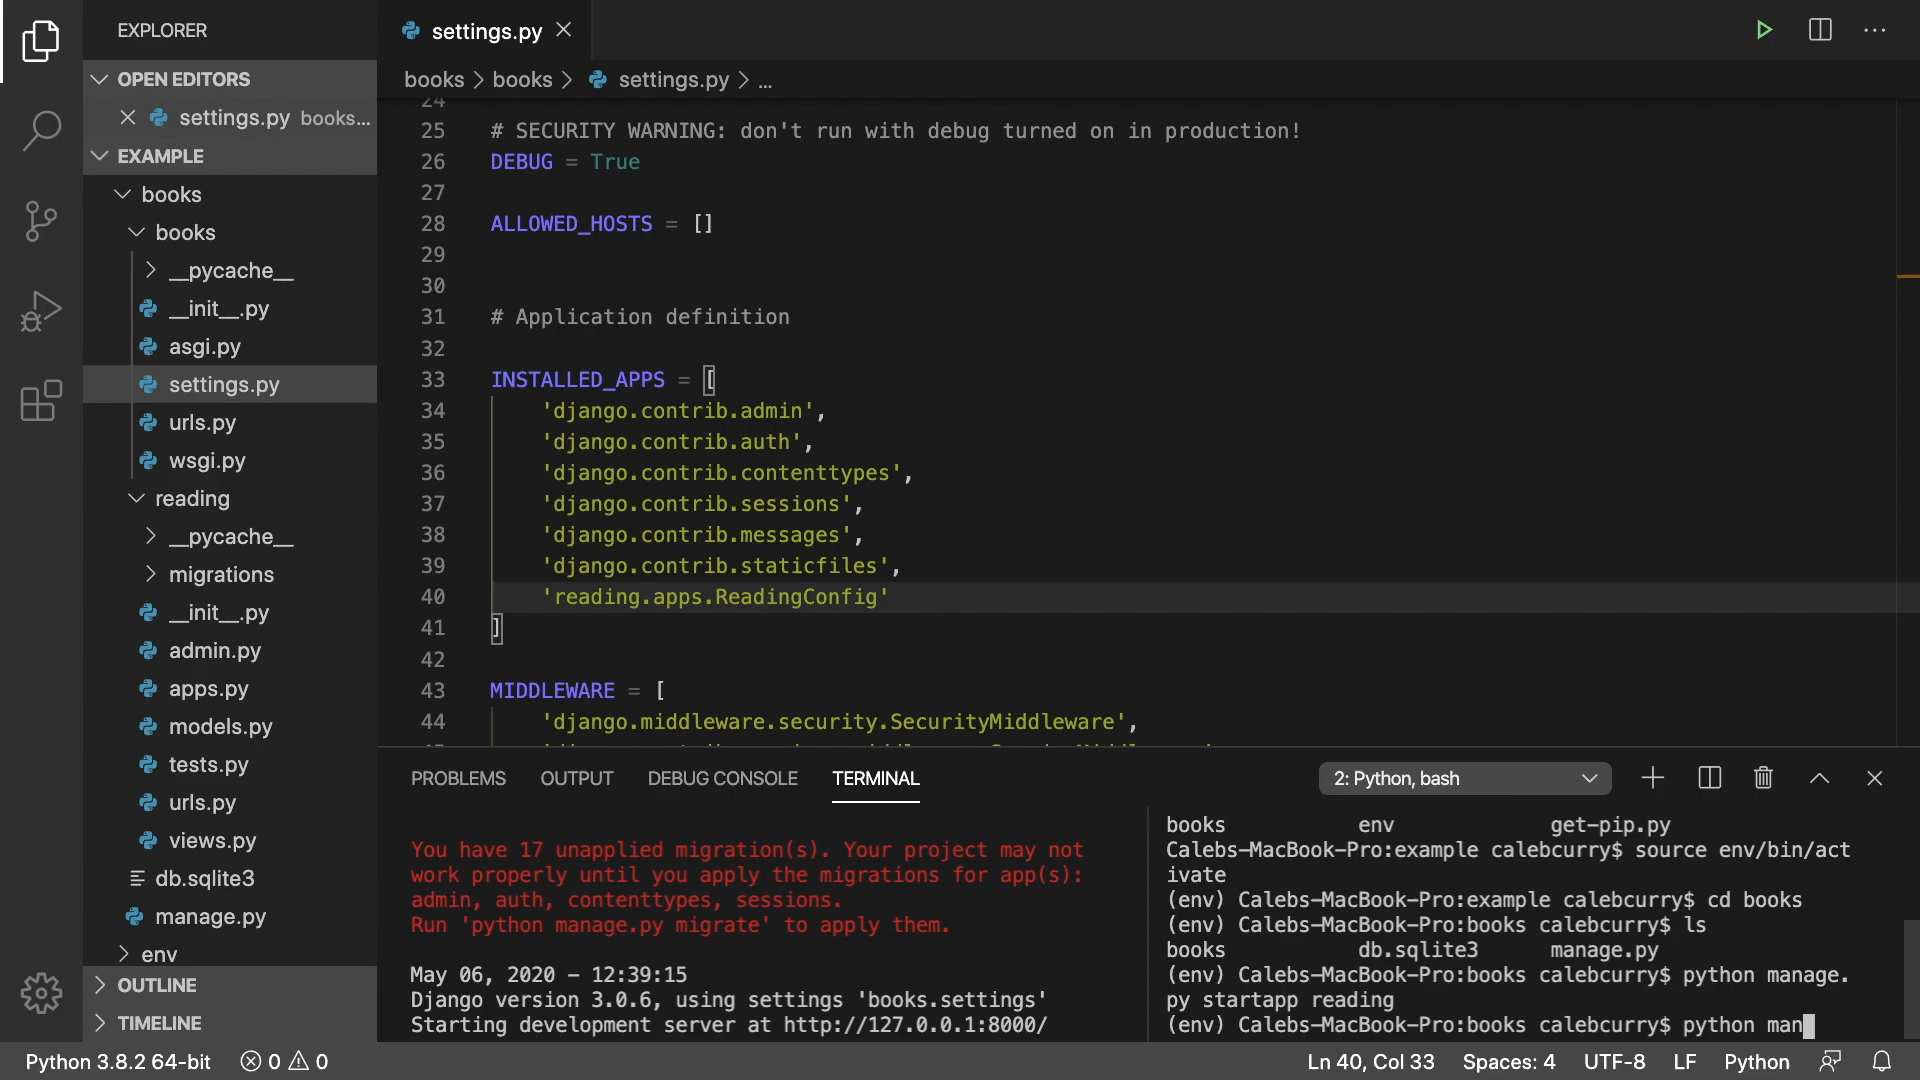 EXPLORER
OPEN EDITORS
settings.py books...
EXAMPLE
books
books
__pycache__
__init__.py
asgi.py
settings.py
urls.py
wsgi.py
reading
__pycache__
migrations
__init__.py
admin.py
apps.py
models.py
tests.py
urls.py
views.py
db.sqlite3
manage.py
env
OUTLINE
TIMELINE
settings.py
books > books > settings.py > ...
24
25 # SECURITY WARNING: don't run with debug turned on in production!
26 DEBUG = True
27
28 ALLOWED_HOSTS = []
29
30
31 # Application definition
32
33 INSTALLED_APPS = [
34 'django.contrib.admin',
35 'django.contrib.auth',
36 'django.contrib.contenttypes',
37 'django.contrib.sessions',
38 'django.contrib.messages',
39 'django.contrib.staticfiles',
40 'reading.apps.ReadingConfig'
41 ]
42
43 MIDDLEWARE = [
44 'django.middleware.security.SecurityMiddleware',
PROBLEMS OUTPUT DEBUG CONSOLE TERMINAL 2: Python, bash
You have 17 unapplied migration(s). Your project may not
work properly until you apply the migrations for app(s):
admin, auth, contenttypes, sessions.
Run 'python manage.py migrate' to apply them.
May 06, 2020 - 12:39:15
Django version 3.0.6, using settings 'books.settings'
Starting development server at http://127.0.0.1:8000/
books env get-pip.py
Calebs-MacBook-Pro:example calebcurry$ source env/bin/act
ivate
(env) Calebs-MacBook-Pro:example calebcurry$ cd books
(env) Calebs-MacBook-Pro:books calebcurry$ ls
books db.sqlite3 manage.py
(env) Calebs-MacBook-Pro:books calebcurry$ python manage.
py startapp reading
(env) Calebs-MacBook-Pro:books calebcurry$ python man
Python 3.8.2 64-bit 0 0 Ln 40, Col 33 Spaces: 4 UTF-8 LF Python